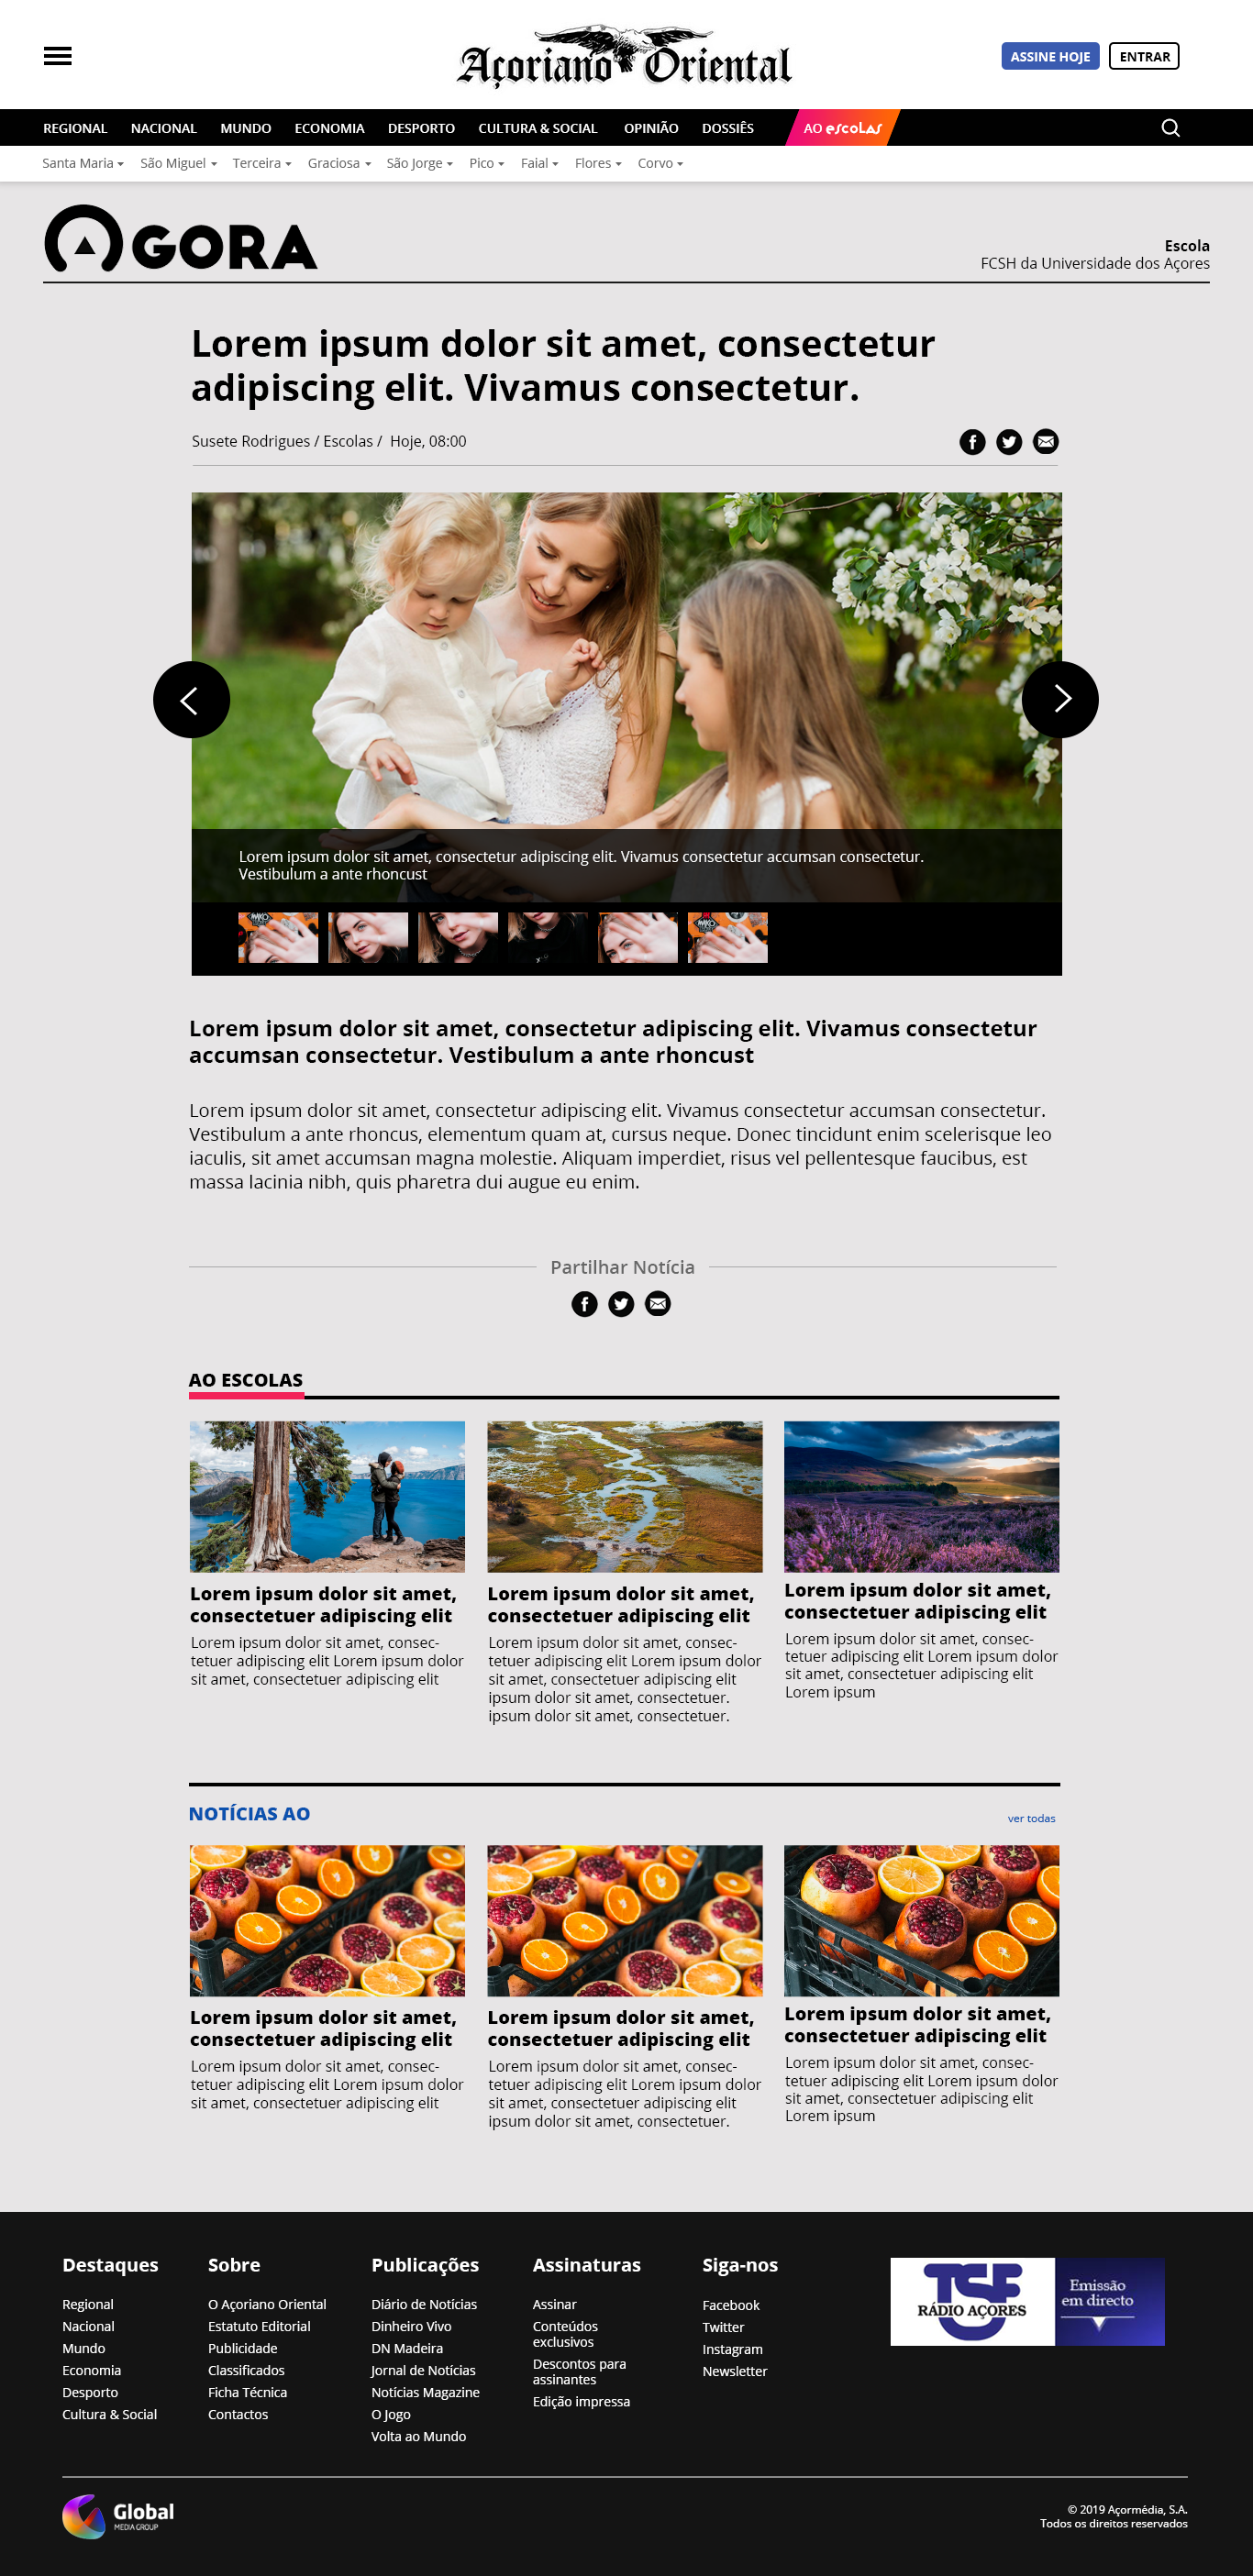 Açoriano Oriental
ASSINE HOJE
ENTRAR
REGIONAL NACIONAL MUNDO ECONOMIA DESPORTO CULTURA & SOCIAL OPINIÃO DOSSIÊS AO escolas
Santa Maria São Miguel Terceira Graciosa São Jorge Pico Faial Flores Corvo
AGORA
Escola
FCSH da Universidade dos Açores
Lorem ipsum dolor sit amet, consectetur
adipiscing elit. Vivamus consectetur.
Susete Rodrigues / Escolas / Hoje, 08:00
Lorem ipsum dolor sit amet, consectetur adipiscing elit. Vivamus consectetur accumsan consectetur.
Vestibulum a ante rhoncust
Lorem ipsum dolor sit amet, consectetur adipiscing elit. Vivamus consectetur
accumsan consectetur. Vestibulum a ante rhoncust
Lorem ipsum dolor sit amet, consectetur adipiscing elit. Vivamus consectetur accumsan consectetur.
Vestibulum a ante rhoncus, elementum quam at, cursus neque. Donec tincidunt enim scelerisque leo
iaculis, sit amet accumsan magna molestie. Aliquam imperdiet, risus vel pellentesque faucibus, est
massa lacinia nibh, quis pharetra dui augue eu enim.
Partilhar Notícia
AO ESCOLAS
Lorem ipsum dolor sit amet,
consectetuer adipiscing elit
Lorem ipsum dolor sit amet, consec-
tetuer adipiscing elit Lorem ipsum dolor
sit amet, consectetuer adipiscing elit
Lorem ipsum dolor sit amet,
consectetuer adipiscing elit
Lorem ipsum dolor sit amet, consec-
tetuer adipiscing elit Lorem ipsum dolor
sit amet, consectetuer adipiscing elit
ipsum dolor sit amet, consectetuer.
ipsum dolor sit amet, consectetuer.
Lorem ipsum dolor sit amet,
consectetuer adipiscing elit
Lorem ipsum dolor sit amet, consec-
tetuer adipiscing elit Lorem ipsum dolor
sit amet, consectetuer adipiscing elit
Lorem ipsum
NOTÍCIAS AO
ver todas
Lorem ipsum dolor sit amet,
consectetuer adipiscing elit
Lorem ipsum dolor sit amet, consec-
tetuer adipiscing elit Lorem ipsum dolor
sit amet, consectetuer adipiscing elit
Lorem ipsum dolor sit amet,
consectetuer adipiscing elit
Lorem ipsum dolor sit amet, consec-
tetuer adipiscing elit Lorem ipsum dolor
sit amet, consectetuer adipiscing elit
ipsum dolor sit amet, consectetuer.
Lorem ipsum dolor sit amet,
consectetuer adipiscing elit
Lorem ipsum dolor sit amet, consec-
tetuer adipiscing elit Lorem ipsum dolor
sit amet, consectetuer adipiscing elit
Lorem ipsum
Destaques
Regional
Nacional
Mundo
Economia
Desporto
Cultura & Social
Sobre
O Açoriano Oriental
Estatuto Editorial
Publicidade
Classificados
Ficha Técnica
Contactos
Publicações
Diário de Notícias
Dinheiro Vivo
DN Madeira
Jornal de Notícias
Notícias Magazine
O Jogo
Volta ao Mundo
Assinaturas
Assinar
Conteúdos
exclusivos
Descontos para
assinantes
Edição impressa
Siga-nos
Facebook
Twitter
Instagram
Newsletter
TSF
RÁDIO AÇORES
Emissão
em directo
Global
MEDIA GROUP
© 2019 Açormédia, S.A.
Todos os direitos reservados